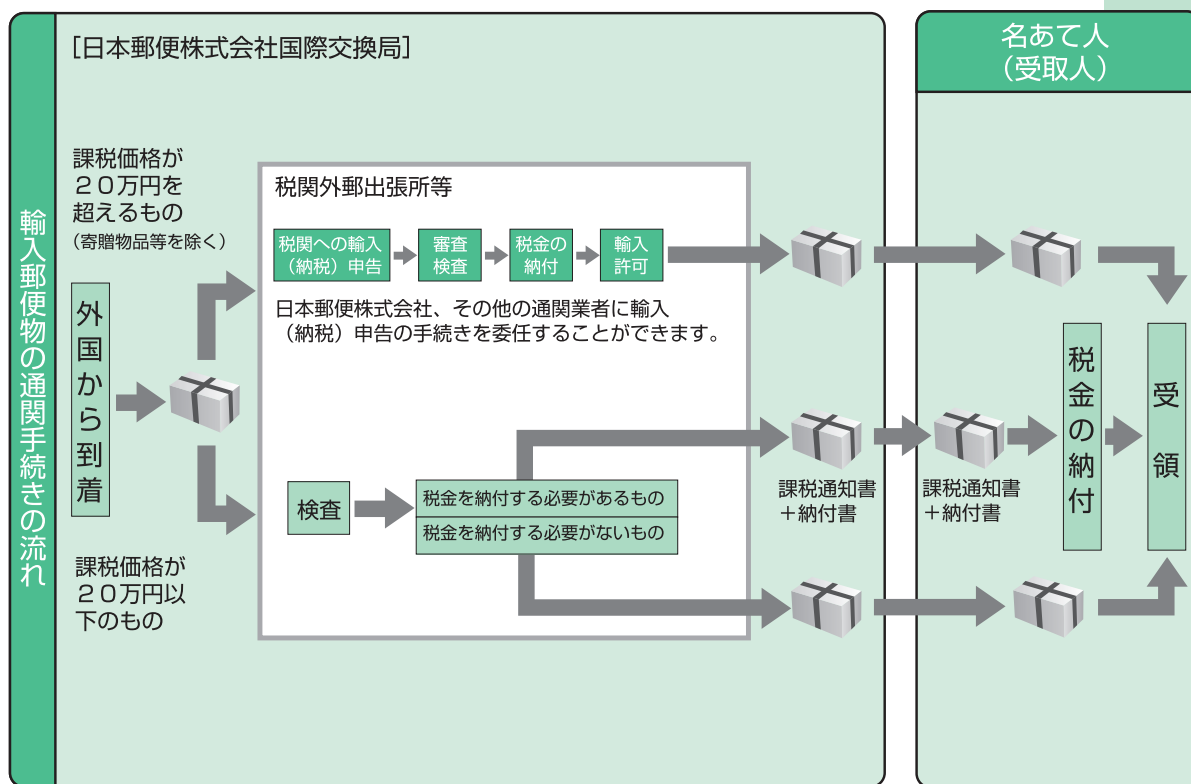 輸入郵便物の通関手続きの流れ
[日本郵便株式会社国際交換局]
課税価格が
２０万円を
超えるもの
（寄贈物品等を除く）
外国から到着
課税価格が
２０万円以
下のもの
税関外郵出張所等
税関への輸入
（納税）申告
審査
検査
税金の
納付
輸入
許可
日本郵便株式会社、その他の通関業者に輸入
（納税）申告の手続きを委任することができます。
検査
税金を納付する必要があるもの
税金を納付する必要がないもの
課税通知書
＋納付書
名あて人
（受取人）
課税通知書
＋納付書
税金の納付
受領